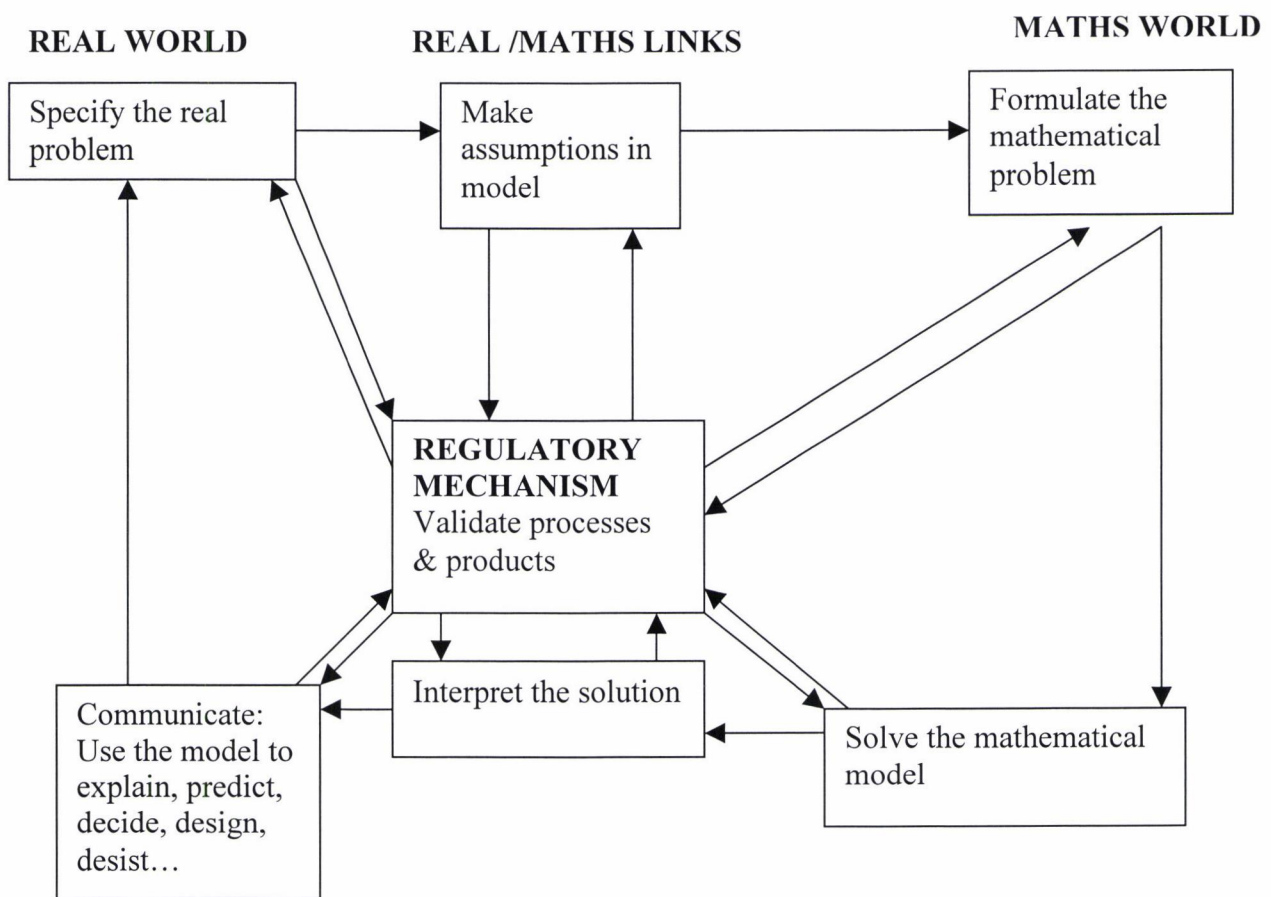 REAL WORLD
REAL /MATHS LINKS
MATHS WORLD
Specify the real
problem
Make
assumptions in
model
Formulate the
mathematical
problem
REGULATORY
MECHANISM
Validate processes
& products
Interpret the solution
Communicate:
Use the model to
explain, predict,
decide, design,
desist…
Solve the mathematical
model